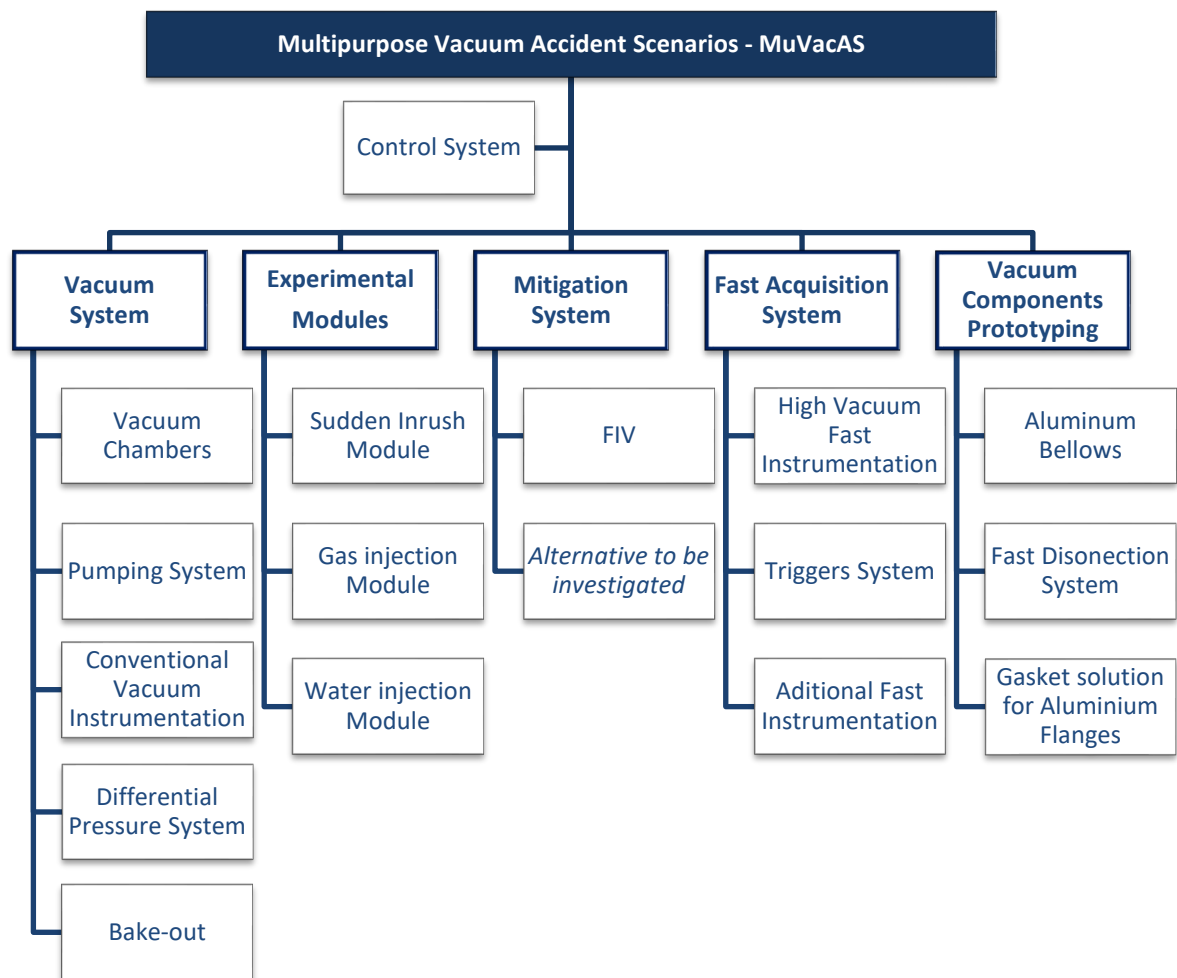 Multipurpose Vacuum Accident Scenarios - MuVacAS
Control System
Vacuum
System
Experimental
Modules
Mitigation
System
Fast Acquisition
System
Vacuum
Components
Prototyping
Vacuum
Chambers
Pumping System
Conventional
Vacuum
Instrumentation
Differential
Pressure System
Bake-out
Sudden Inrush
Module
Gas injection
Module
Water injection
Module
FIV
Alternative to be
investigated
High Vacuum
Fast
Instrumentation
Triggers System
Aditional Fast
Instrumentation
Aluminum
Bellows
Fast Disonection
System
Gasket solution
for Aluminium
Flanges